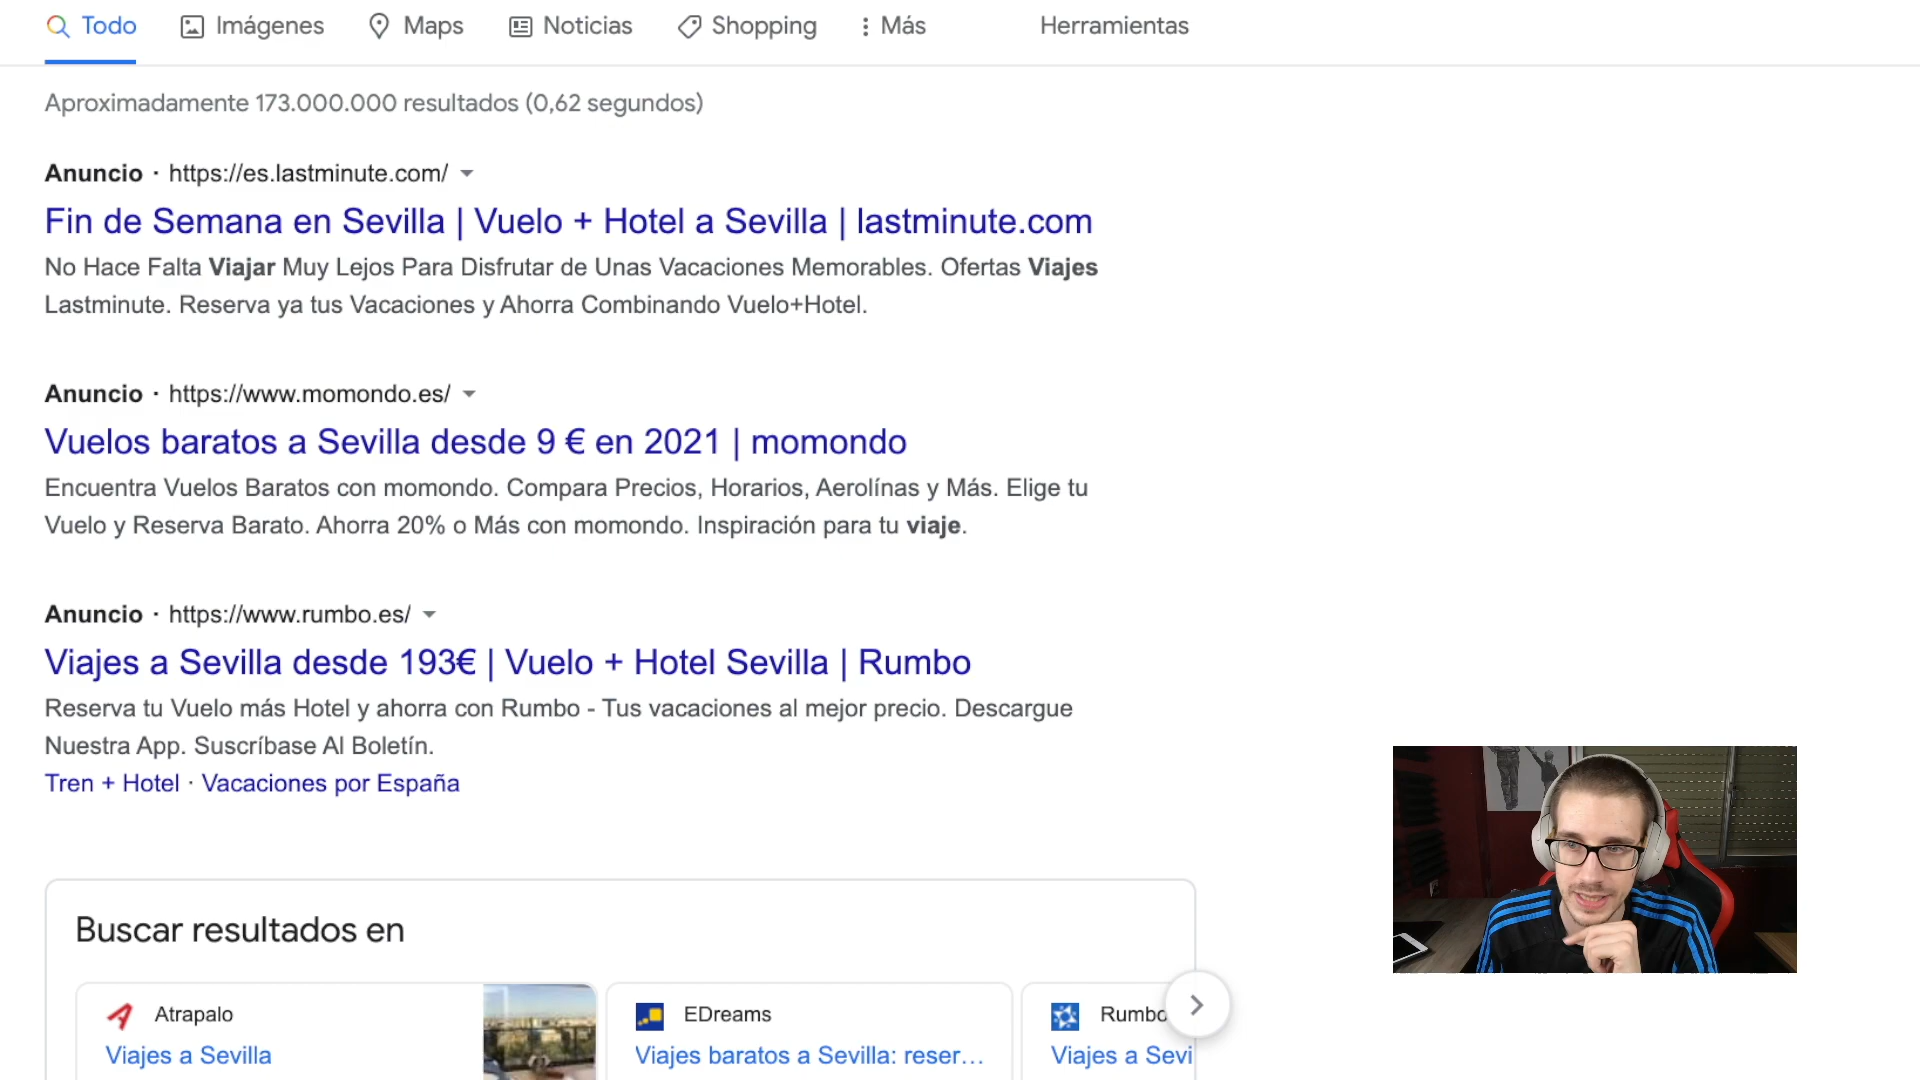 Todo Imágenes Maps Noticias Shopping Más Herramientas
Aproximadamente 173.000.000 resultados (0,62 segundos)
Anuncio · https://es.lastminute.com/
Fin de Semana en Sevilla | Vuelo + Hotel a Sevilla | lastminute.com
No Hace Falta Viajar Muy Lejos Para Disfrutar de Unas Vacaciones Memorables. Ofertas Viajes
Lastminute. Reserva ya tus Vacaciones y Ahorra Combinando Vuelo+Hotel.
Anuncio · https://www.momondo.es/
Vuelos baratos a Sevilla desde 9 € en 2021 | momondo
Encuentra Vuelos Baratos con momondo. Compara Precios, Horarios, Aerolínas y Más. Elige tu
Vuelo y Reserva Barato. Ahorra 20% o Más con momondo. Inspiración para tu viaje.
Anuncio · https://www.rumbo.es/
Viajes a Sevilla desde 193€ | Vuelo + Hotel Sevilla | Rumbo
Reserva tu Vuelo más Hotel y ahorra con Rumbo - Tus vacaciones al mejor precio. Descargue
Nuestra App. Suscríbase Al Boletín.
Tren + Hotel · Vacaciones por España
Buscar resultados en
Atrapalo
Viajes a Sevilla
EDreams
Viajes baratos a Sevilla: reser...
Rumbo
Viajes a Sevi